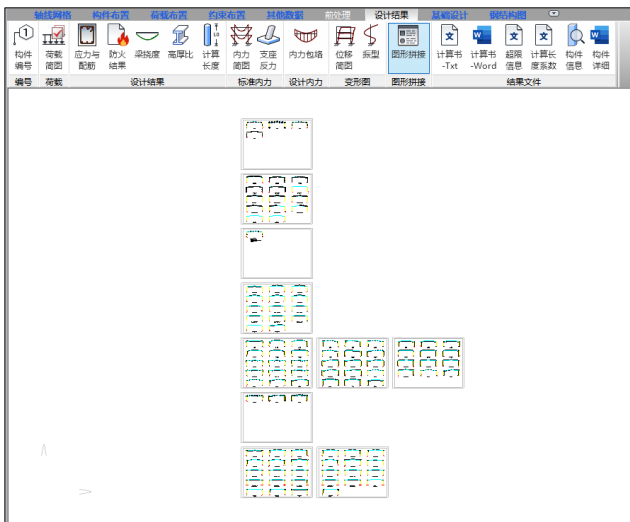 轴线网格 构件布置 荷载布置 约束布置 其他数据 前处理 设计结果 基础设计 钢结构图
构件编号 荷载简图 应力与配筋 防火结果 梁挠度 高厚比 计算长度 内力简图 支座反力 内力包络 位移简图 振型 图形拼接 计算书-Txt 计算书-Word 超限信息 计算长度系数 构件信息 构件详细
编号 荷载 设计结果 标准内力 设计内力 变形图 图形拼接 结果文件